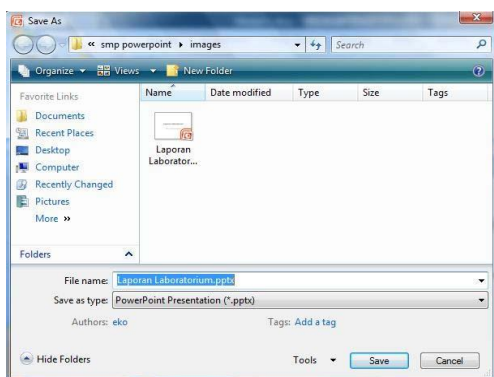 Save As
« smp powerpoint images
Search
Organize Views New Folder
Favorite Links
Name Date modified Type Size Tags
Documents
Recent Places
Desktop
Computer
Recently Changed
Pictures
More »
Laporan
Laborator...
Folders
File name: Laporan Laboratorium.pptx
Save as type: PowerPoint Presentation (*.pptx)
Authors: eko Tags: Add a tag
Hide Folders Tools Save Cancel